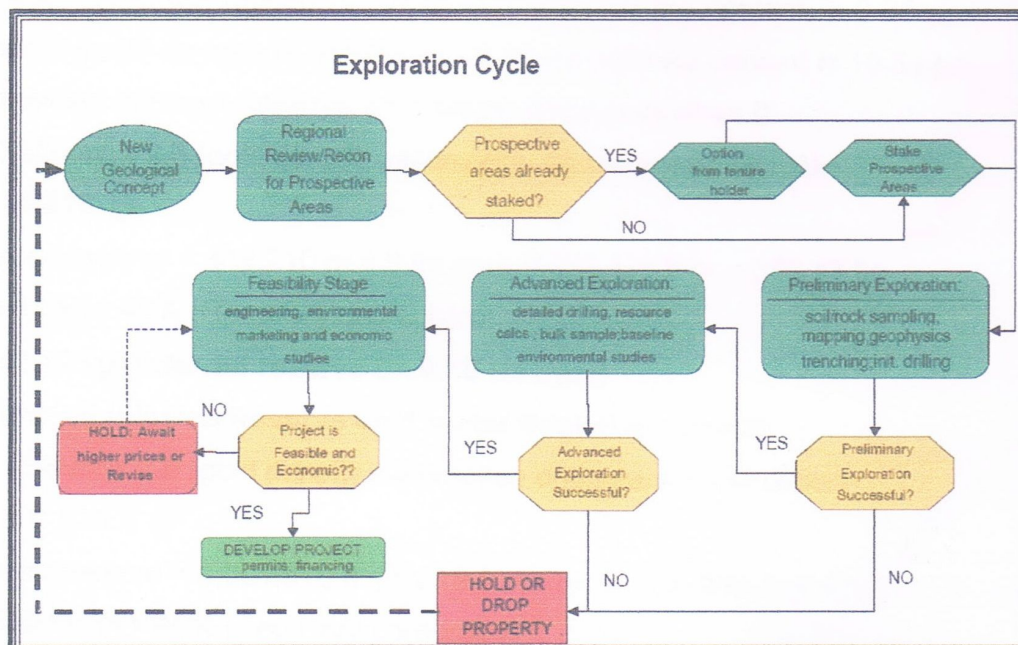 Exploration Cycle
New
Geological
Concept
Regional
Review/Recon
for Prospective
Areas
Prospective
areas already
staked?
YES
Option
from tenure
holder
Stake
Prospective
Areas
NO
Feasibility Stage
engineering, environmental
marketing and economic
studies
Advanced Exploration:
detailed drilling, resource
calcs ; bulk sample;baseline
environmental studies
Preliminary Exploration:
soil/rock sampling,
mapping,geophysics
trenching;init. drilling
NO
HOLD: Await
higher prices or
Revise
Project is
Feasible and
Economic??
YES
Advanced
Exploration
Successful?
YES
Preliminary
Exploration
Successful?
YES
DEVELOP PROJECT
permits, financing
NO
NO
HOLD OR
DROP
PROPERTY